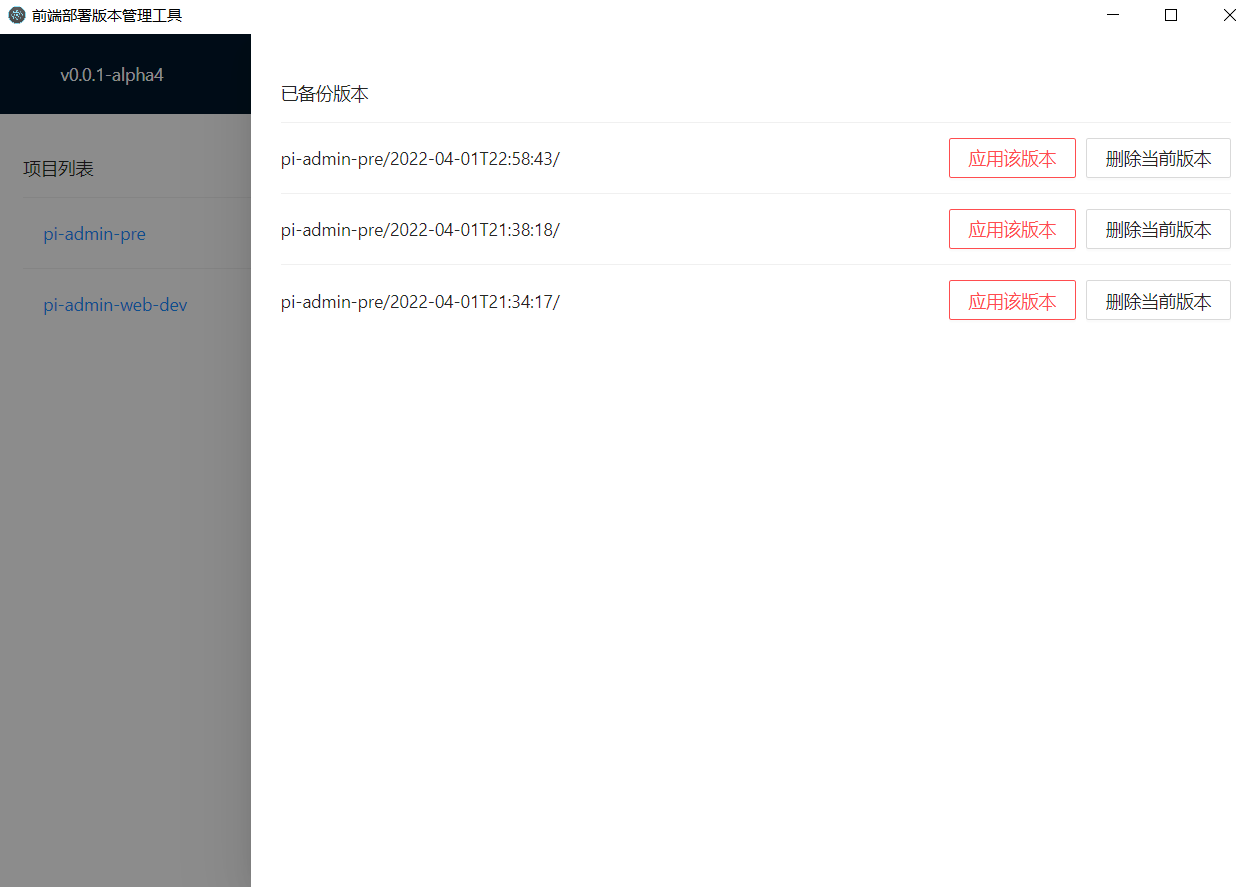 前端部署版本管理工具
v0.0.1-alpha4
项目列表
pi-admin-pre
pi-admin-web-dev
已备份版本
pi-admin-pre/2022-04-01T22:58:43/ 应用该版本 删除当前版本
pi-admin-pre/2022-04-01T21:38:18/ 应用该版本 删除当前版本
pi-admin-pre/2022-04-01T21:34:17/ 应用该版本 删除当前版本